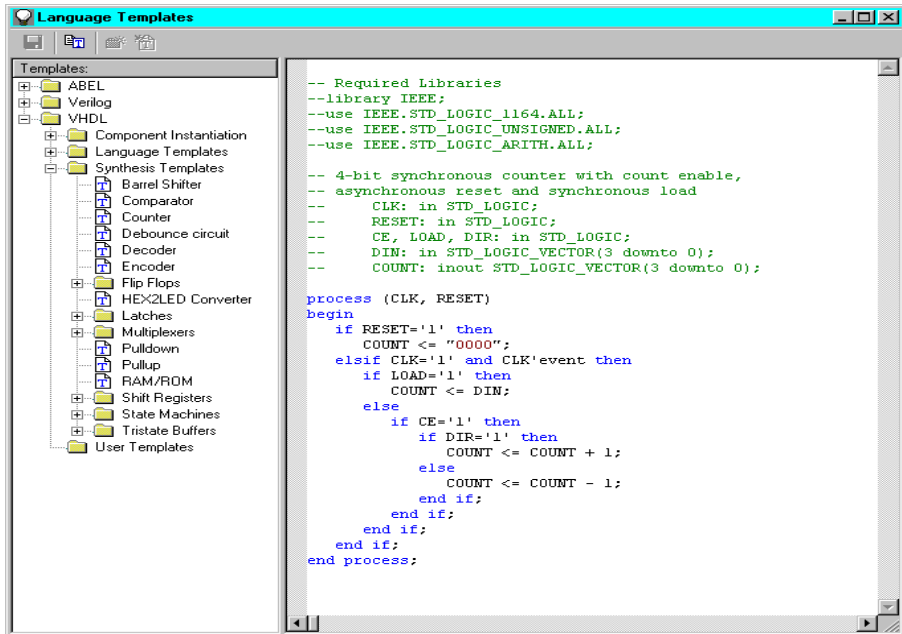 Language Templates
Templates:
ABEL
Verilog
VHDL
Component Instantiation
Language Templates
Synthesis Templates
Barrel Shifter
Comparator
Counter
Debounce circuit
Decoder
Encoder
Flip Flops
HEX2LED Converter
Latches
Multiplexers
Pulldown
Pullup
RAM/ROM
Shift Registers
State Machines
Tristate Buffers
User Templates
-- Required Libraries
--library IEEE;
--use IEEE.STD_LOGIC_1164.ALL;
--use IEEE.STD_LOGIC_UNSIGNED.ALL;
--use IEEE.STD_LOGIC_ARITH.ALL;
-- 4-bit synchronous counter with count enable,
-- asynchronous reset and synchronous load
-- CLK: in STD_LOGIC;
-- RESET: in STD_LOGIC;
-- CE, LOAD, DIR: in STD_LOGIC;
-- DIN: in STD_LOGIC_VECTOR(3 downto 0);
-- COUNT: inout STD_LOGIC_VECTOR(3 downto 0);
process (CLK, RESET)
begin
if RESET='1' then
COUNT <= "0000";
elsif CLK='1' and CLK'event then
if LOAD='1' then
COUNT <= DIN;
else
if CE='1' then
if DIR='1' then
COUNT <= COUNT + 1;
else
COUNT <= COUNT - 1;
end if;
end if;
end if;
end if;
end process;